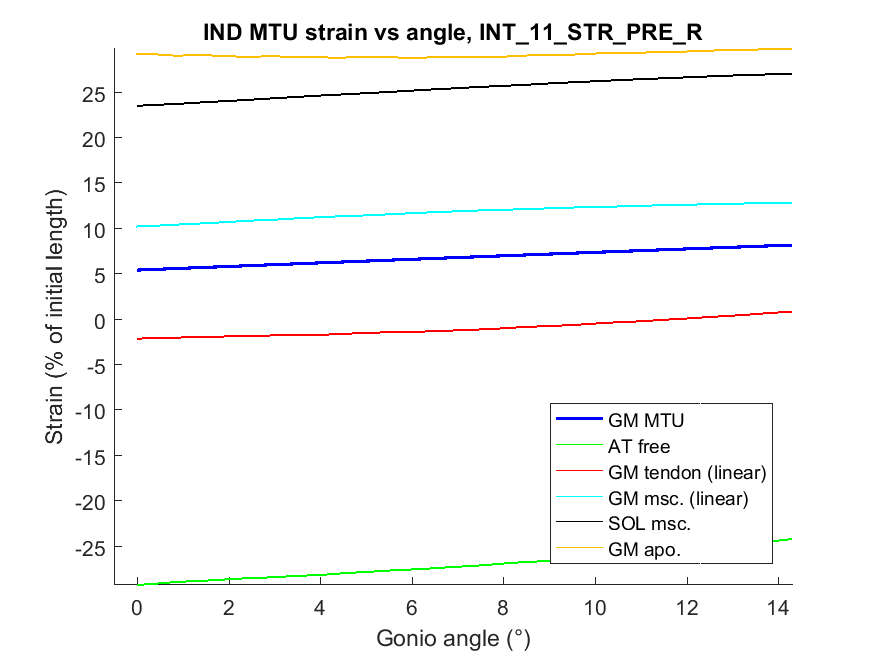 IND MTU strain vs angle, INT_11_STR_PRE_R
Strain (% of initial length)
25
20
15
10
5
0
-5
-10
-15
-20
-25
GM MTU
AT free
GM tendon (linear)
GM msc. (linear)
SOL msc.
GM apo.
0 2 4 6 8 10 12 14
Gonio angle (°)